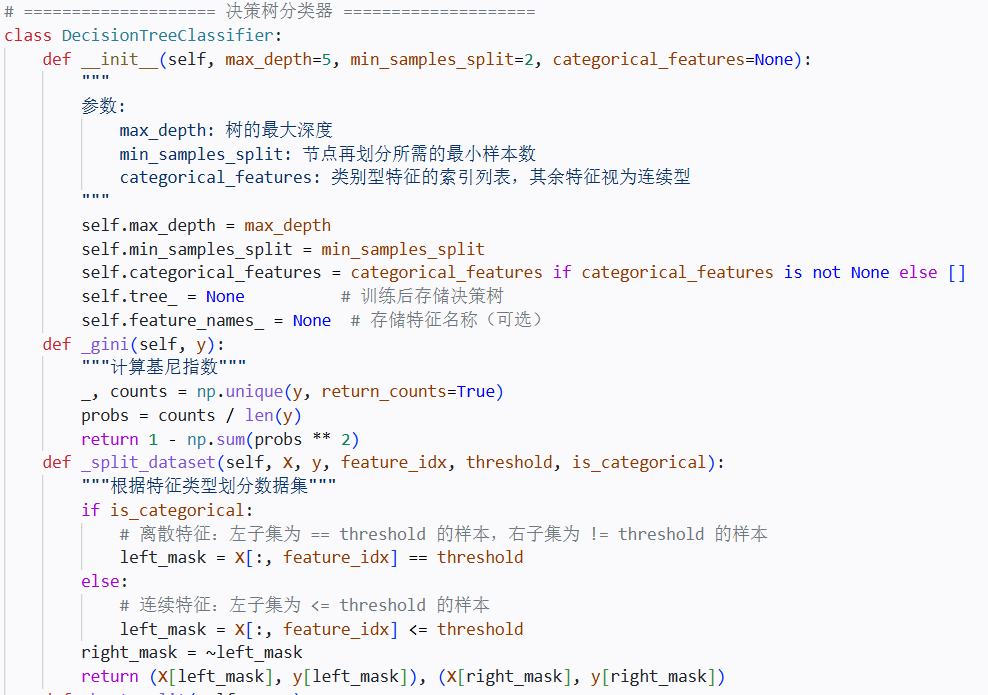 # ==================== 决策树分类器 ====================
class DecisionTreeClassifier:
    def __init__(self, max_depth=5, min_samples_split=2, categorical_features=None):
        """
        参数:
            max_depth: 树的最大深度
            min_samples_split: 节点再划分所需的最小样本数
            categorical_features: 类别型特征的索引列表，其余特征视为连续型
        """
        self.max_depth = max_depth
        self.min_samples_split = min_samples_split
        self.categorical_features = categorical_features if categorical_features is not None else []
        self.tree_ = None          # 训练后存储决策树
        self.feature_names_ = None  # 存储特征名称（可选）
    def _gini(self, y):
        """计算基尼指数"""
        _, counts = np.unique(y, return_counts=True)
        probs = counts / len(y)
        return 1 - np.sum(probs ** 2)
    def _split_dataset(self, X, y, feature_idx, threshold, is_categorical):
        """根据特征类型划分数据集"""
        if is_categorical:
            # 离散特征：左子集为 == threshold 的样本，右子集为 != threshold 的样本
            left_mask = X[:, feature_idx] == threshold
        else:
            # 连续特征：左子集为 <= threshold 的样本
            left_mask = X[:, feature_idx] <= threshold
        right_mask = ~left_mask
        return (X[left_mask], y[left_mask]), (X[right_mask], y[right_mask])